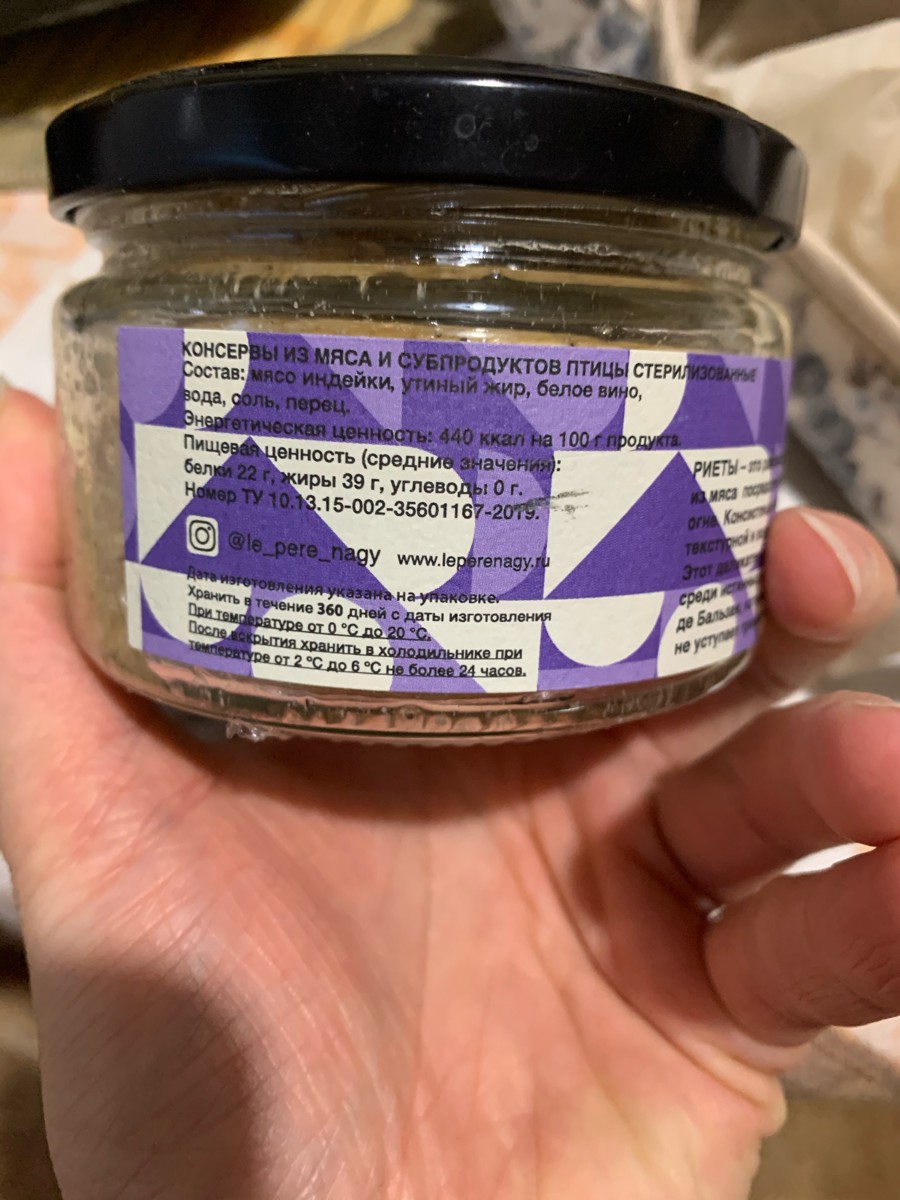 КОНСЕРВЫ ИЗ МЯСА И СУБПРОДУКТОВ ПТИЦЫ СТЕРИЛИЗОВАННЫЕ
Состав: мясо индейки, утиный жир, белое вино,
вода, соль, перец.
Энергетическая ценность: 440 ккал на 100 г продукта.
Пищевая ценность (средние значения):
белки 22 г, жиры 39 г, углеводы 0 г.
Номер ТУ 10.13.15-002-35601167-2019.
@le_pere_nagy www.leperenagy.ru
Дата изготовления указана на упаковке.
Хранить в течение 360 дней с даты изготовления
При температуре от 0 °C до 20 °C.
После вскрытия хранить в холодильнике при
температуре от 2 °C до 6 °C не более 24 часов.
РИЕТЫ – это
из мяса
огне.
текстурной и
Этот
среди
де
не уступает